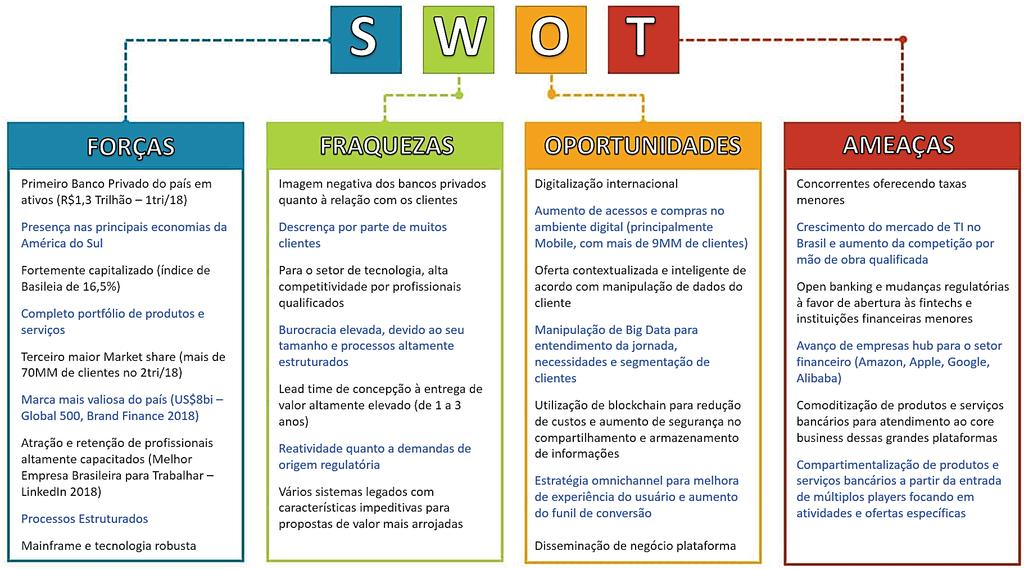 S W O T
FORÇAS
Primeiro Banco Privado do país em
ativos (R$1,3 Trilhão – 1tri/18)
Presença nas principais economias da
América do Sul
Fortemente capitalizado (índice de
Basileia de 16,5%)
Completo portfólio de produtos e
serviços
Terceiro maior Market share (mais de
70MM de clientes no 2tri/18)
Marca mais valiosa do país (US$8bi –
Global 500, Brand Finance 2018)
Atração e retenção de profissionais
altamente capacitados (Melhor
Empresa Brasileira para Trabalhar –
LinkedIn 2018)
Processos Estruturados
Mainframe e tecnologia robusta
FRAQUEZAS
Imagem negativa dos bancos privados
quanto à relação com os clientes
Descrença por parte de muitos
clientes
Para o setor de tecnologia, alta
competitividade por profissionais
qualificados
Burocracia elevada, devido ao seu
tamanho e processos altamente
estruturados
Lead time de concepção à entrega de
valor altamente elevado (de 1 a 3
anos)
Reatividade quanto a demandas de
origem regulatória
Vários sistemas legados com
características impeditivas para
propostas de valor mais arrojadas
OPORTUNIDADES
Digitalização internacional
Aumento de acessos e compras no
ambiente digital (principalmente
Mobile, com mais de 9MM de clientes)
Oferta contextualizada e inteligente de
acordo com manipulação de dados do
cliente
Manipulação de Big Data para
entendimento da jornada,
necessidades e segmentação de
clientes
Utilização de blockchain para redução
de custos e aumento de segurança no
compartilhamento e armazenamento
de informações
Estratégia omnichannel para melhora
de experiência do usuário e aumento
do funil de conversão
Disseminação de negócio plataforma
AMEAÇAS
Concorrentes oferecendo taxas
menores
Crescimento do mercado de TI no
Brasil e aumento da competição por
mão de obra qualificada
Open banking e mudanças regulatórias
à favor de abertura às fintechs e
instituições financeiras menores
Avanço de empresas hub para o setor
financeiro (Amazon, Apple, Google,
Alibaba)
Comoditização de produtos e serviços
bancários para atendimento ao core
business dessas grandes plataformas
Compartimentalização de produtos e
serviços bancários a partir da entrada
de múltiplos players focando em
atividades e ofertas específicas